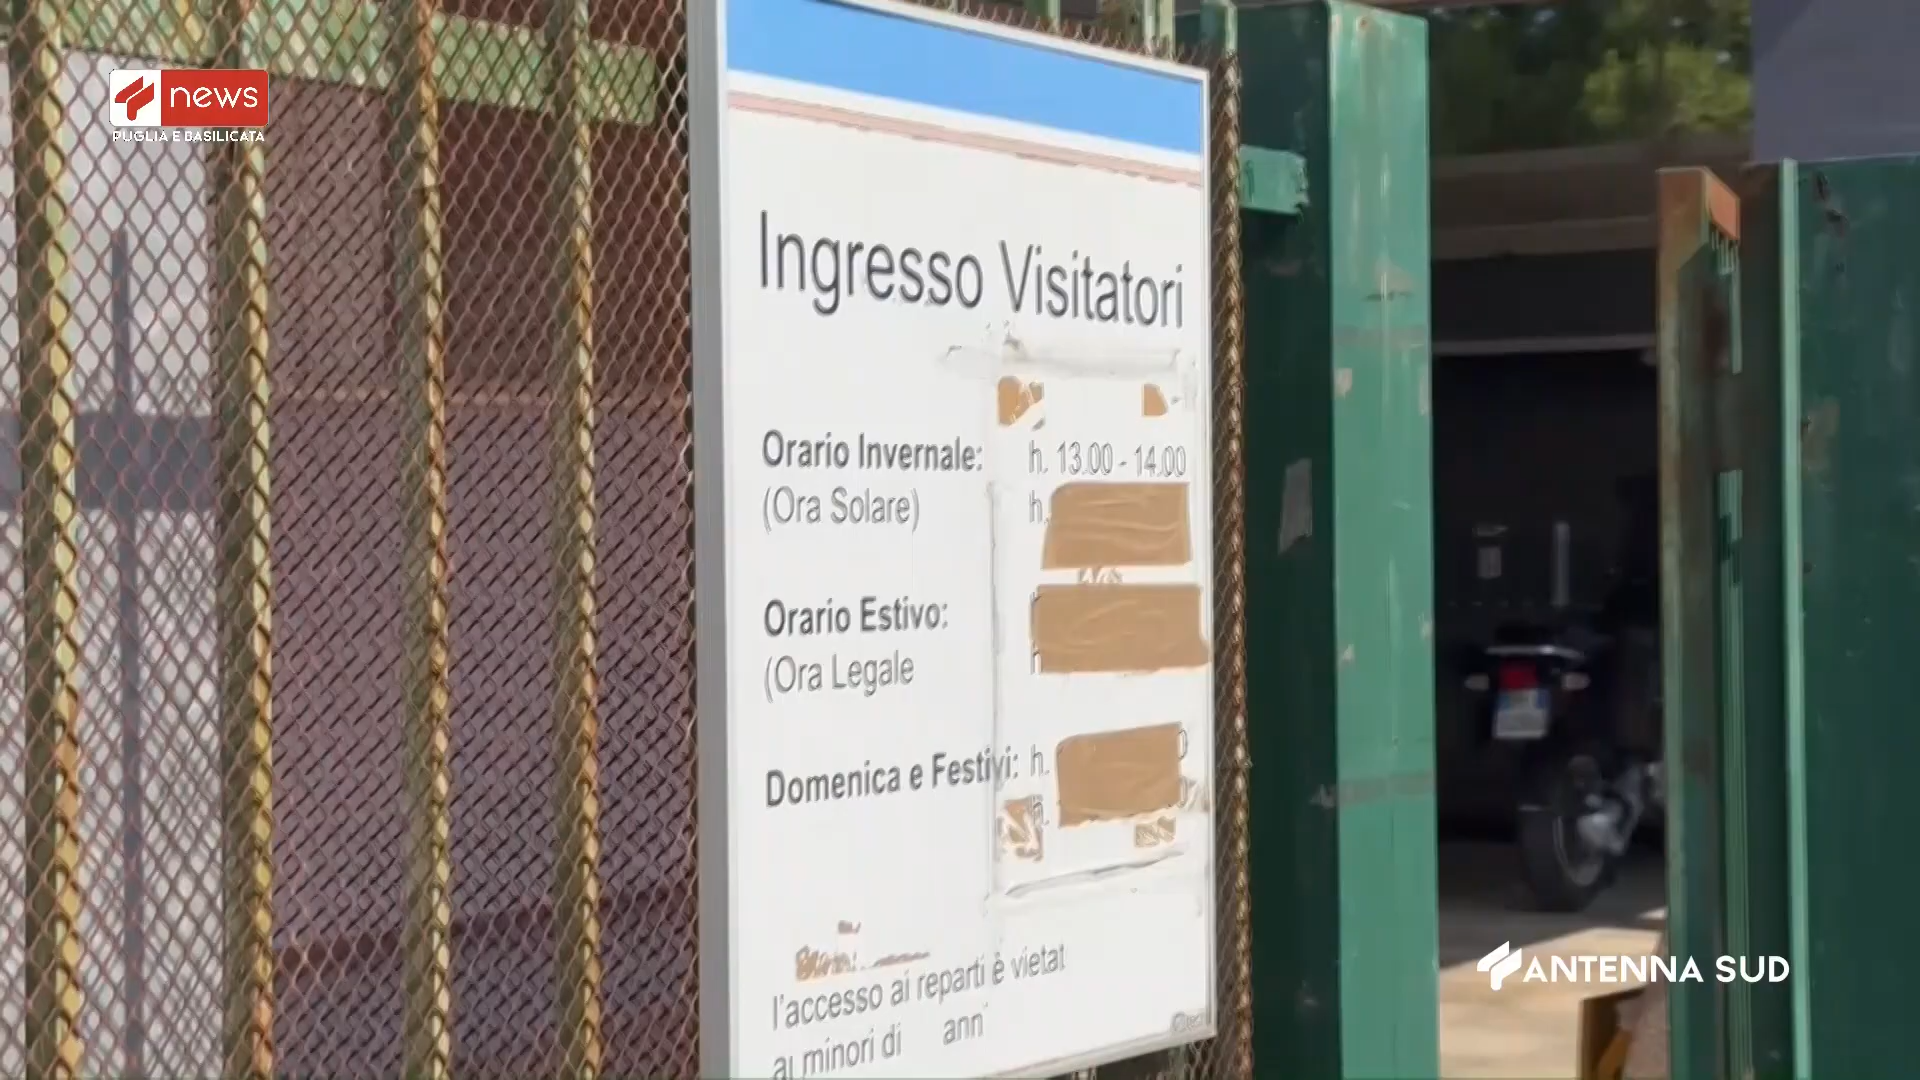 news
PUGLIA E BASILICATA
Ingresso Visitatori
Orario Invernale: h. 13.00 - 14.00
(Ora Solare) h.
Orario Estivo:
(Ora Legale h
Domenica e Festivi: h.
h.
l'accesso ai reparti è vietat
ai minori di anni
ANTENNA SUD